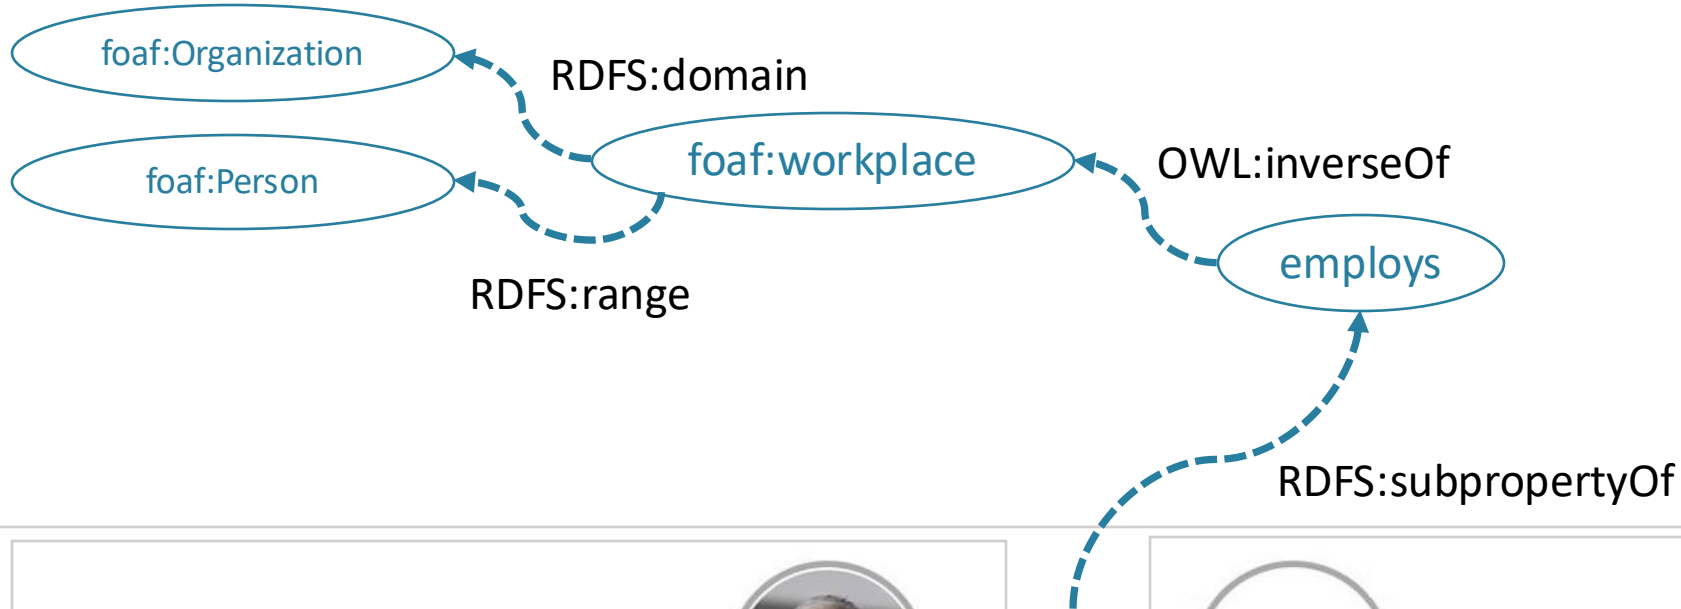 foaf:Organization
RDFS:domain
foaf:workplace
OWL:inverseOf
foaf:Person
employs
RDFS:range
RDFS:subpropertyOf